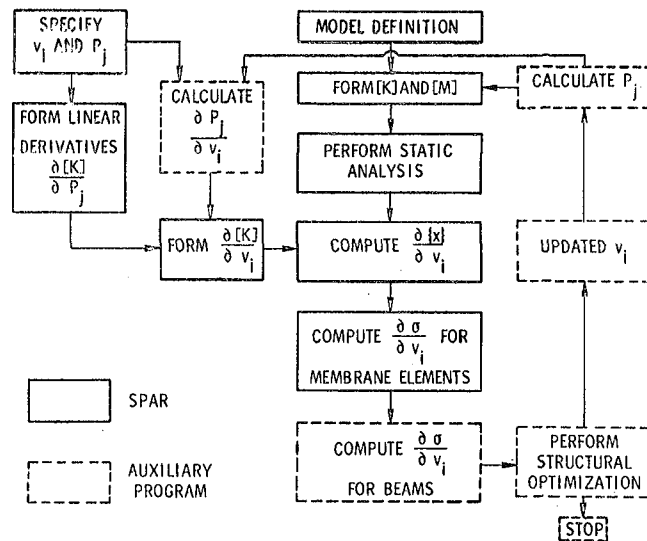 SPECIFY
v_i AND P_j
MODEL DEFINITION
FORM [K] AND [M]
CALCULATE P_j
CALCULATE
∂ P_j
∂ v_i
FORM LINEAR
DERIVATIVES
∂ [K]
∂ P_j
PERFORM STATIC
ANALYSIS
FORM ∂ [K]
∂ v_i
COMPUTE ∂ {x}
∂ v_i
UPDATED v_i
COMPUTE ∂ σ FOR
∂ v_i
MEMBRANE ELEMENTS
SPAR
COMPUTE ∂ σ
∂ v_i
FOR BEAMS
PERFORM
STRUCTURAL
OPTIMIZATION
AUXILIARY
PROGRAM
STOP